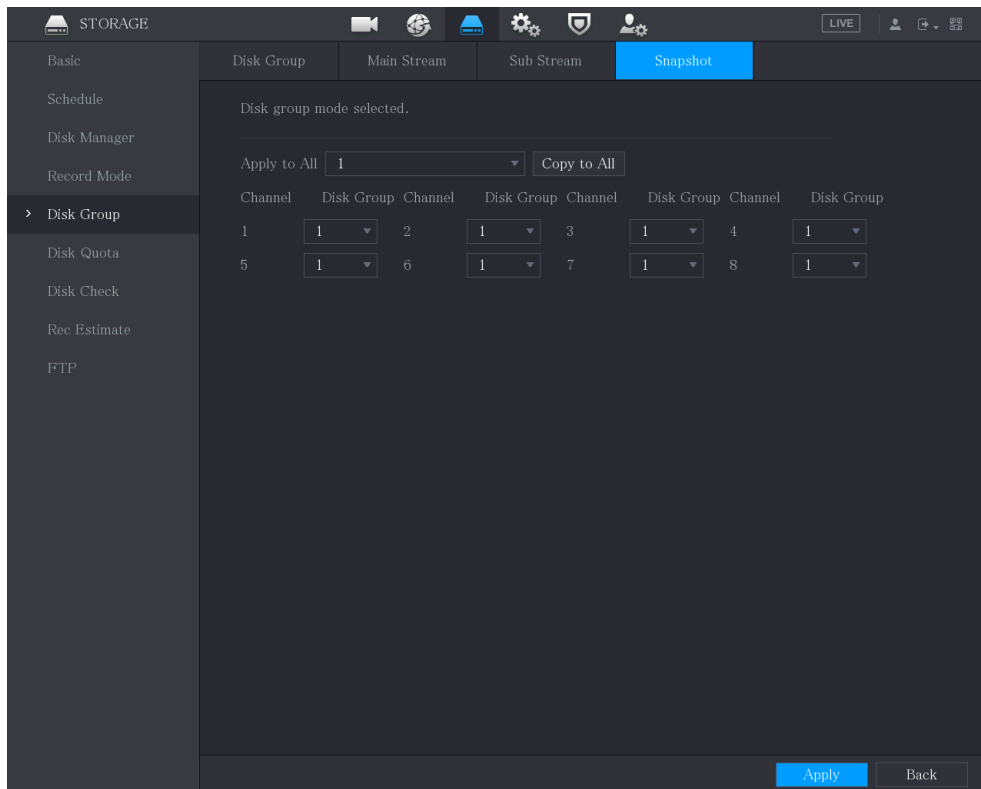 STORAGE LIVE
Basic
Schedule
Disk Manager
Record Mode
Disk Group
Disk Quota
Disk Check
Rec Estimate
FTP
Disk Group Main Stream Sub Stream Snapshot
Disk group mode selected.
Apply to All 1 Copy to All
Channel Disk Group Channel Disk Group Channel Disk Group Channel Disk Group
1 1 2 1 3 1 4 1
5 1 6 1 7 1 8 1
Apply Back